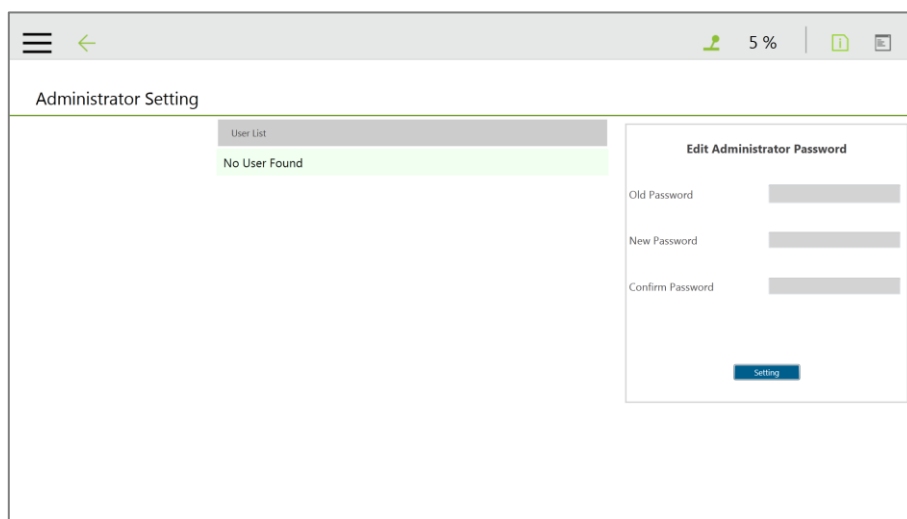 5 %
Administrator Setting
User List
No User Found
Edit Administrator Password
Old Password
New Password
Confirm Password
Setting